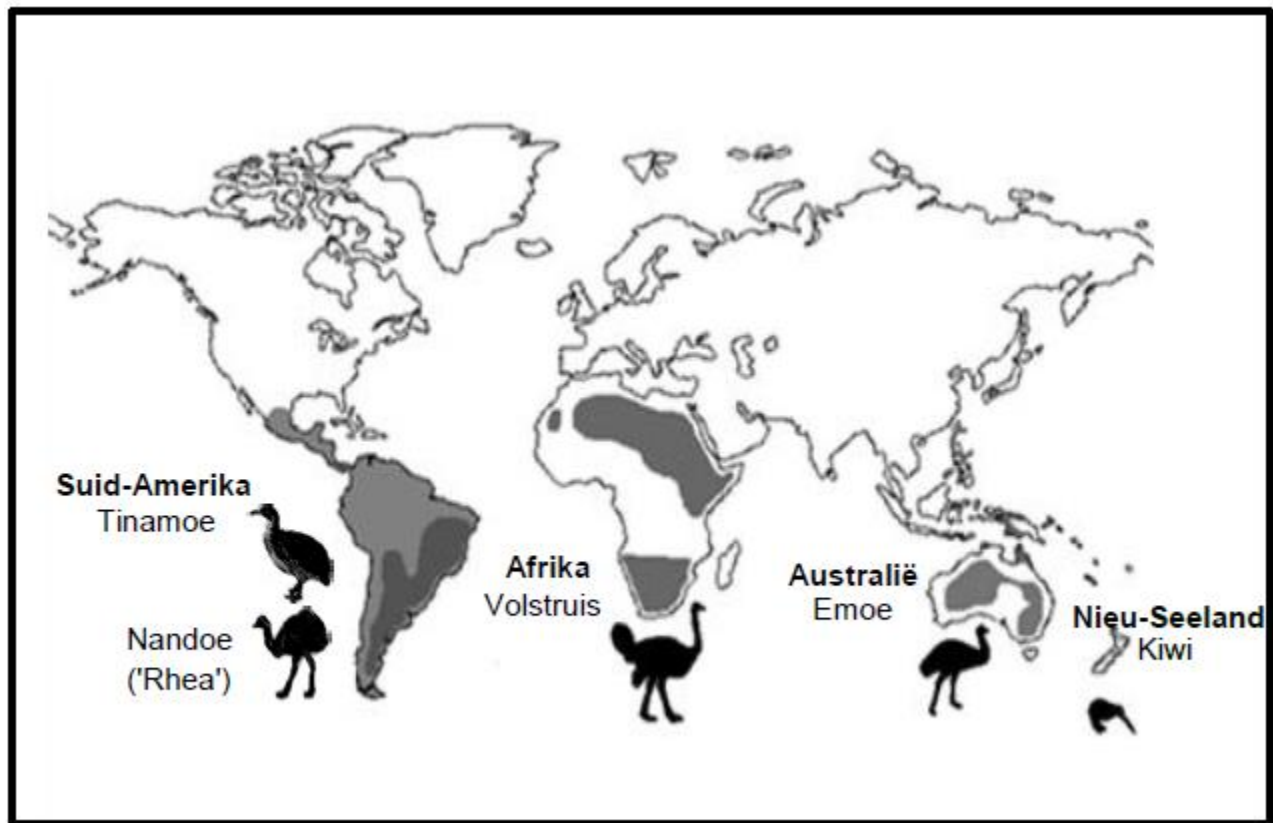 Suid-Amerika
Tinamoe
Nandoe
('Rhea')
Afrika
Volstruis
Australië
Emoe
Nieu-Seeland
Kiwi